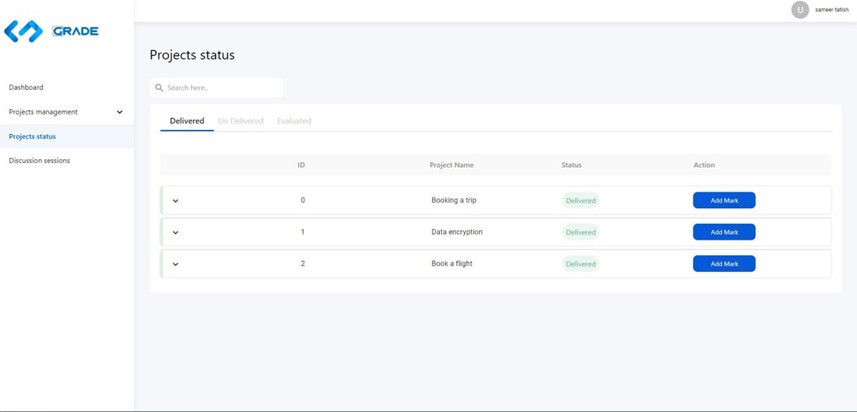 U sameer taton
GRADE
Projects status
Search here..
Dashboard
Projects management
Projects status
Discussion sessions
Delivered Un Delivered Evaluated
ID Project Name Status Action
0 Booking a trip Delivered Add Mark
1 Data encryption Delivered Add Mark
2 Book a flight Delivered Add Mark